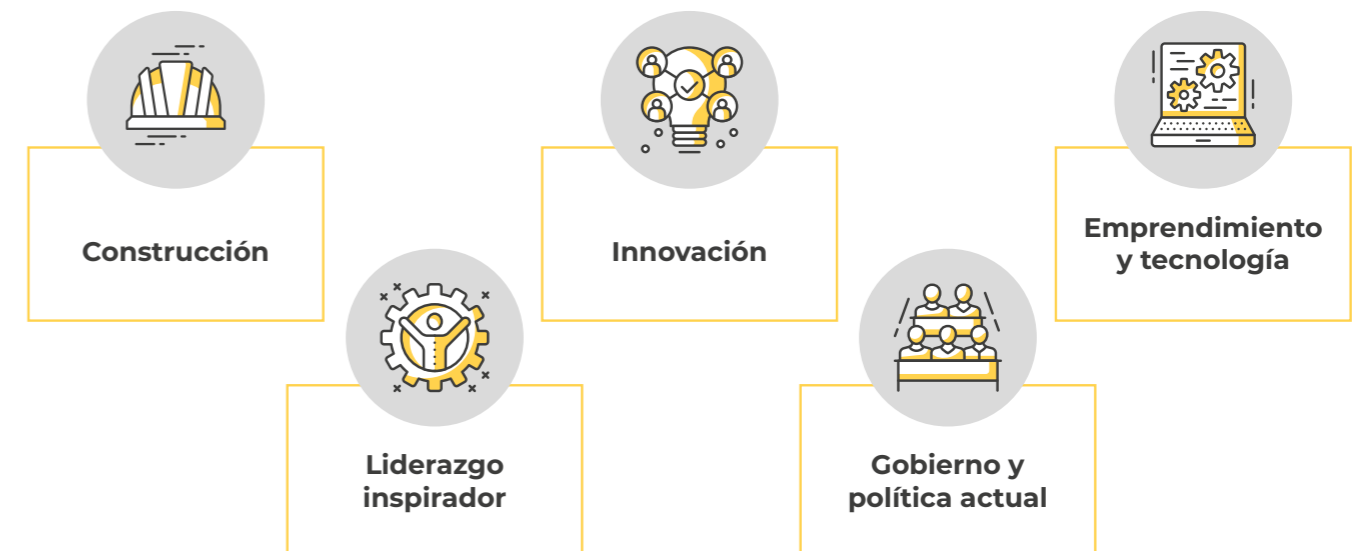 Construcción
Innovación
Emprendimiento
y tecnología
Liderazgo
inspirador
Gobierno y
política actual